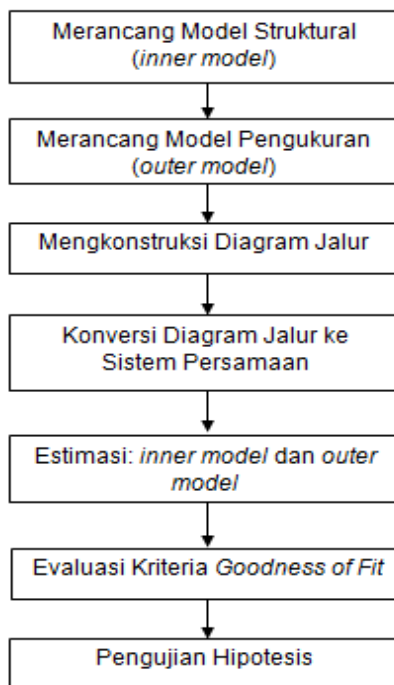 Merancang Model Struktural
(inner model)
Merancang Model Pengukuran
(outer model)
Mengkonstruksi Diagram Jalur
Konversi Diagram Jalur ke
Sistem Persamaan
Estimasi: inner model dan outer
model
Evaluasi Kriteria Goodness of Fit
Pengujian Hipotesis